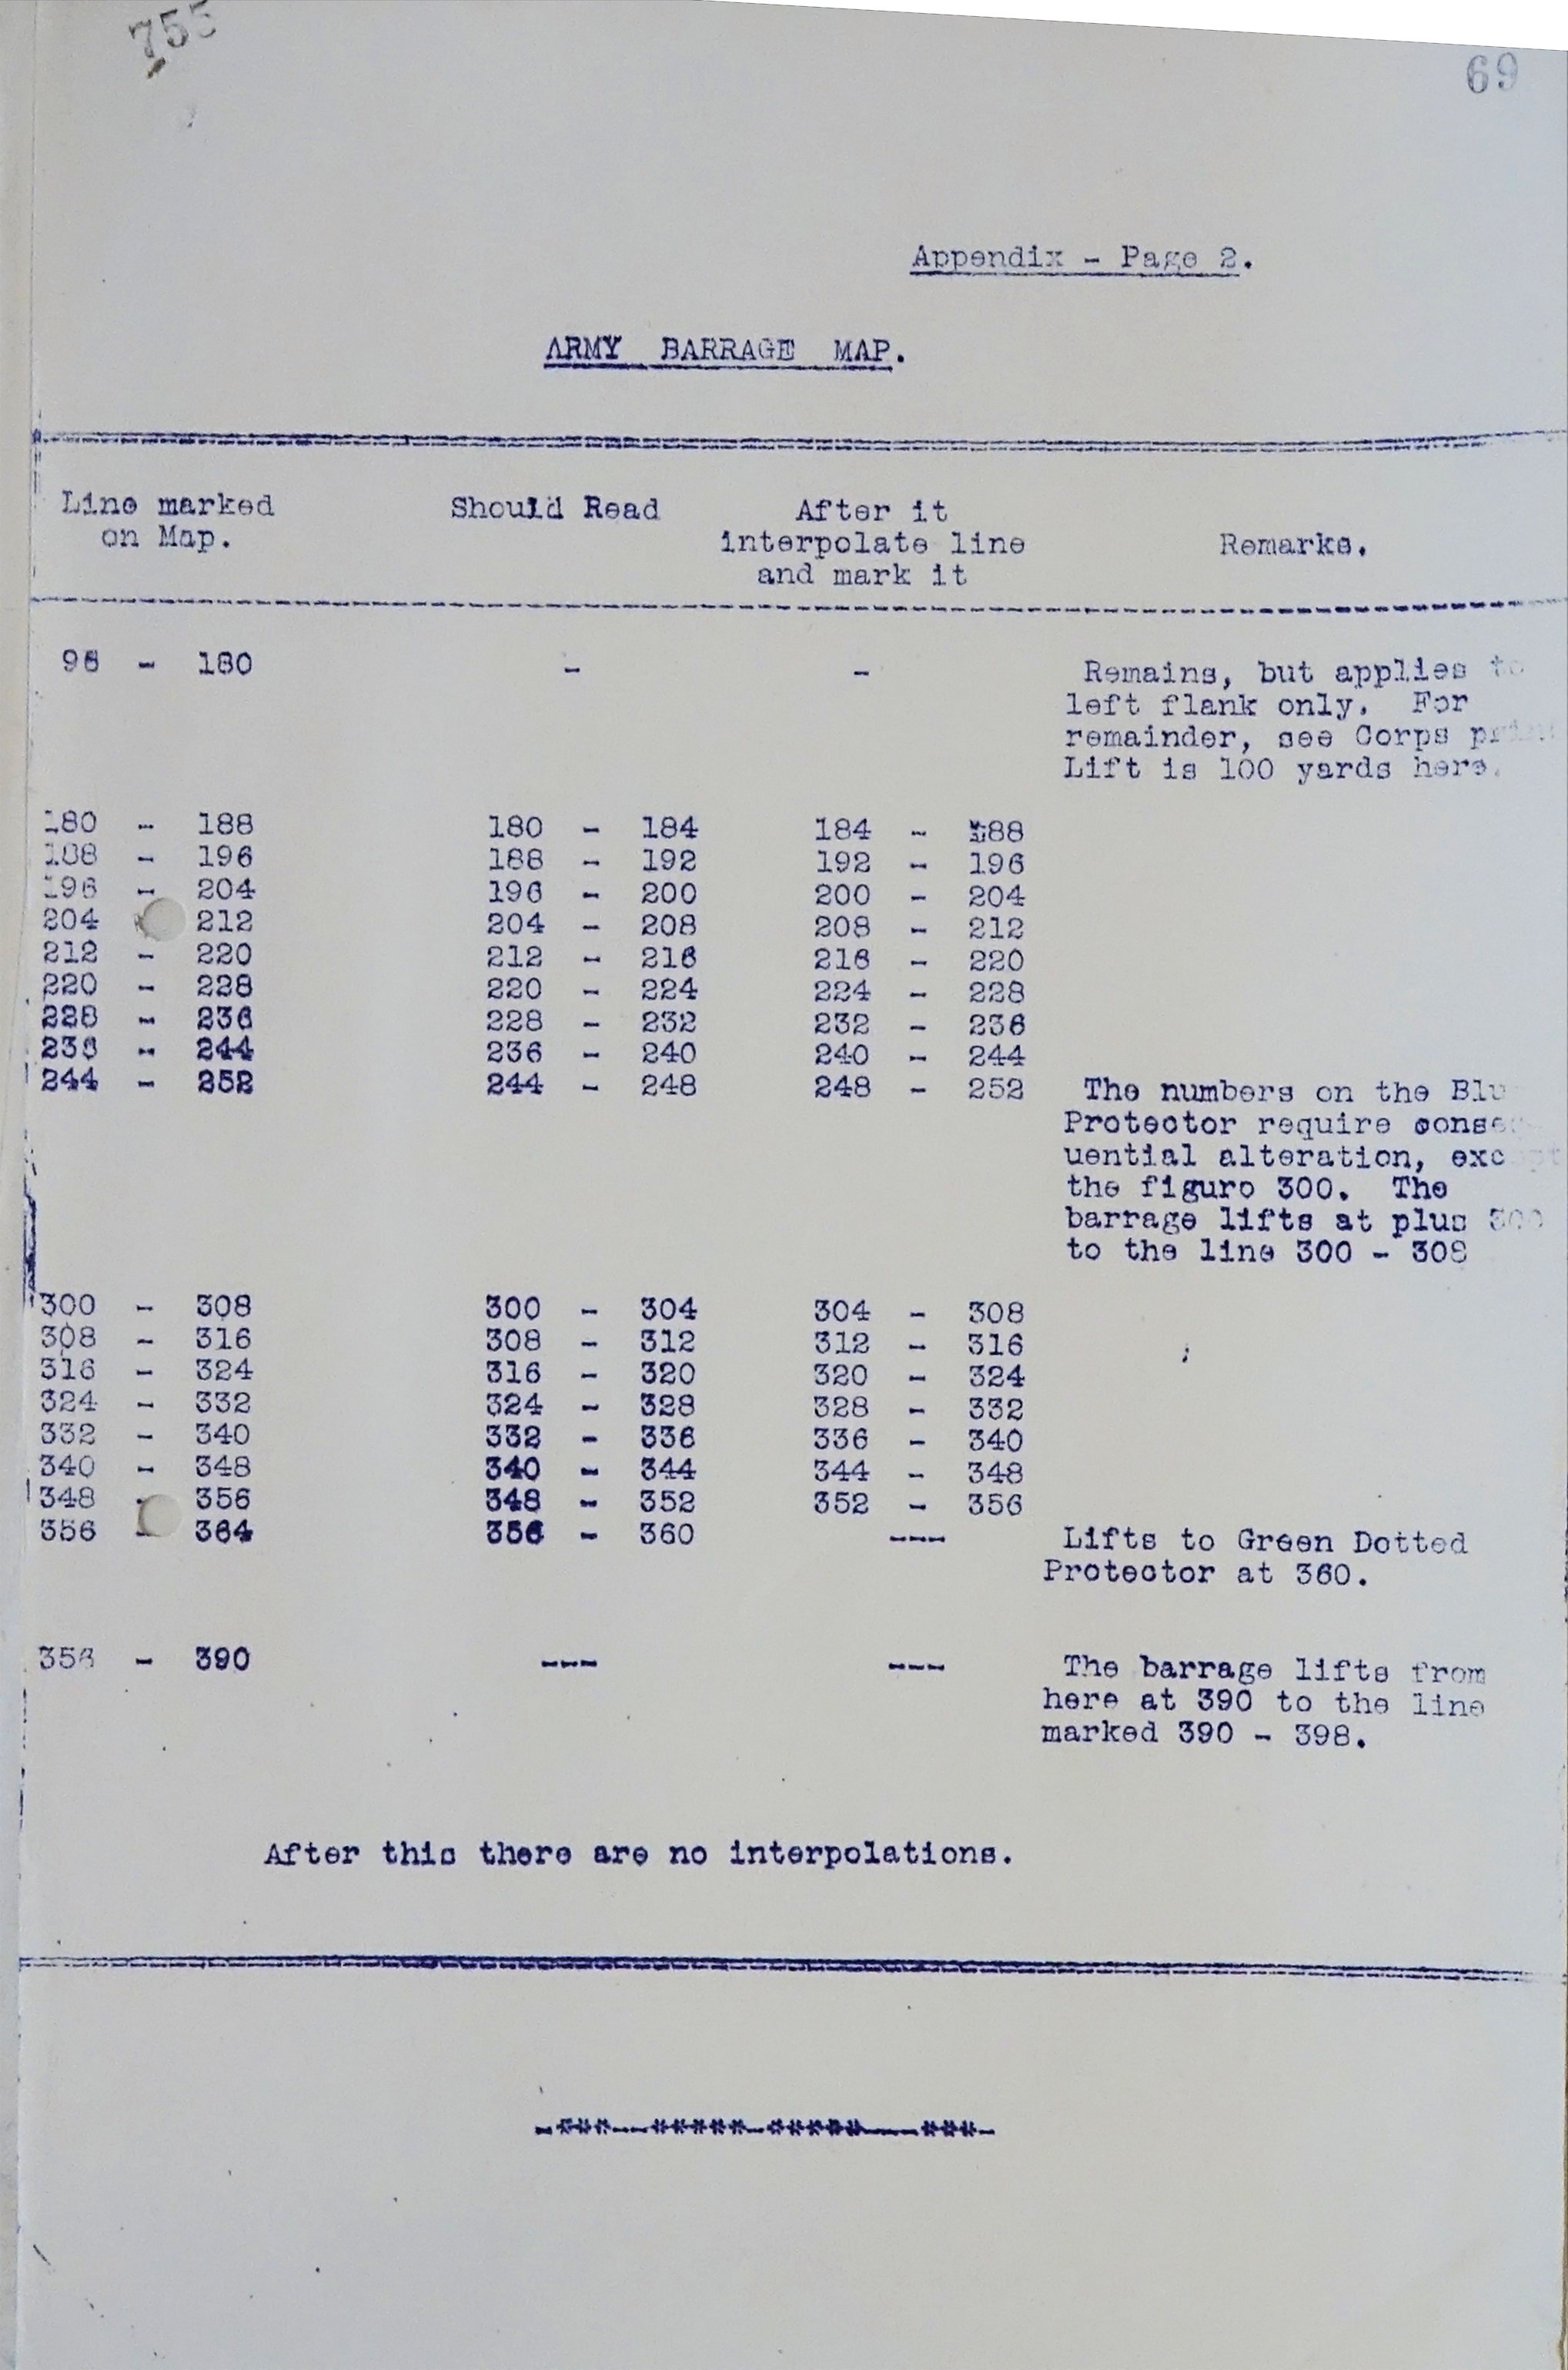 755
69
Appendix - Page 2.
ARMY BARRAGE MAP.
Line marked on Map. Should Read After it interpolate line and mark it Remarks.
96 - 180 - - Remains, but applies to
left flank only. For
remainder, see Corps
Lift is 100 yards here.
180 - 188 180 - 184 184 - 188
188 - 196 188 - 192 192 - 196
196 - 204 196 - 200 200 - 204
204 212 204 - 208 208 - 212
212 - 220 212 - 216 216 - 220
220 - 228 220 - 224 224 - 228
228 - 236 228 - 232 232 - 236
236 - 244 236 - 240 240 - 244
244 - 252 244 - 248 248 - 252 The numbers on the Blu
Protector require conseq
uential alteration, except
the figure 300. The
barrage lifts at plus 300
to the line 300 - 308
300 - 308 300 - 304 304 - 308
308 - 316 308 - 312 312 - 316
316 - 324 316 - 320 320 - 324
324 - 332 324 - 328 328 - 332
332 - 340 332 - 336 336 - 340
340 - 348 340 - 344 344 - 348
348 - 356 348 - 352 352 - 356
356 - 364 356 - 360 --- Lifts to Green Dotted
Protector at 360.
356 - 390 --- --- The barrage lifts from
here at 390 to the line
marked 390 - 398.
After this there are no interpolations.
-***--*****-*****---***-